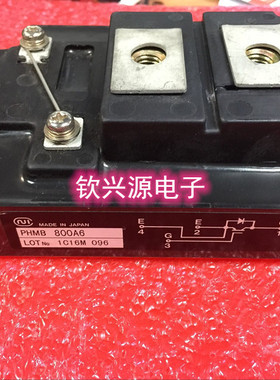 钦兴源电子
MADE IN JAPAN
PHMB 800A6
LOT No 1C16M 096
E
4
E
2
G
3